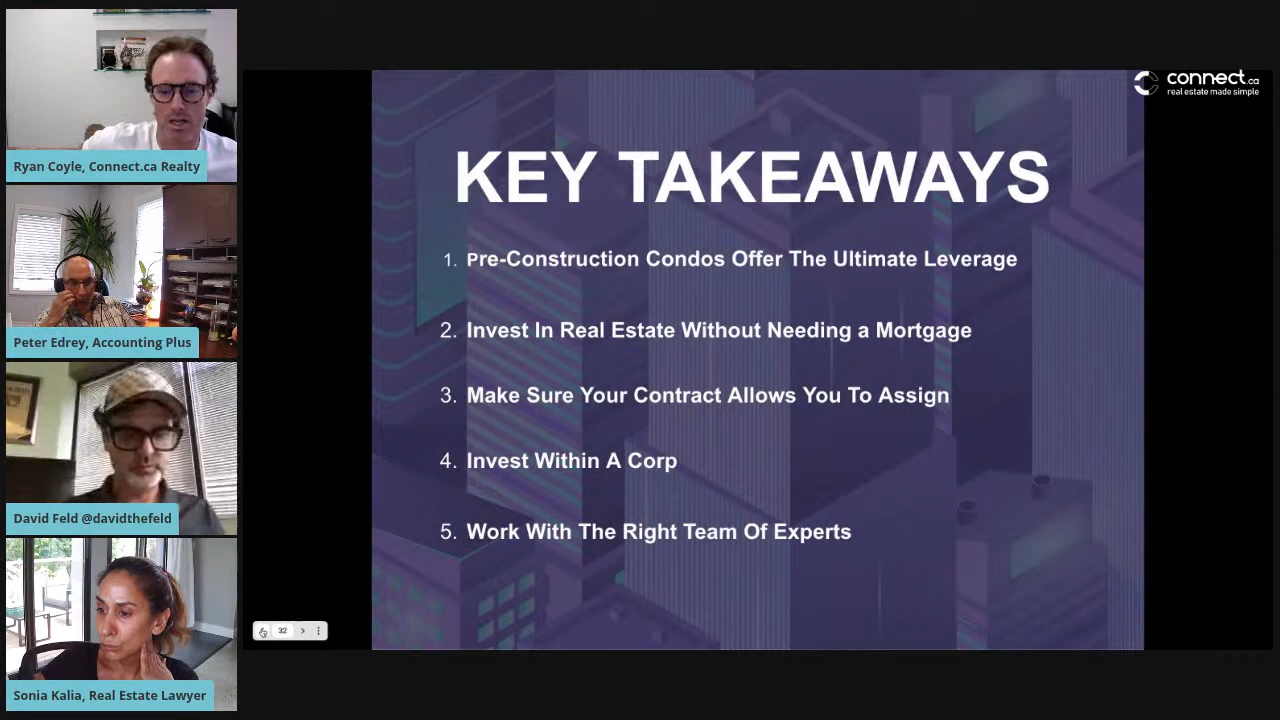 Ryan Coyle, Connect.ca Realty
Peter Edrey, Accounting Plus
David Feld @davidthefeld
Sonia Kalia, Real Estate Lawyer
connect.ca
real estate made simple
KEY TAKEAWAYS
1. Pre-Construction Condos Offer The Ultimate Leverage
2. Invest In Real Estate Without Needing a Mortgage
3. Make Sure Your Contract Allows You To Assign
4. Invest Within A Corp
5. Work With The Right Team Of Experts
32